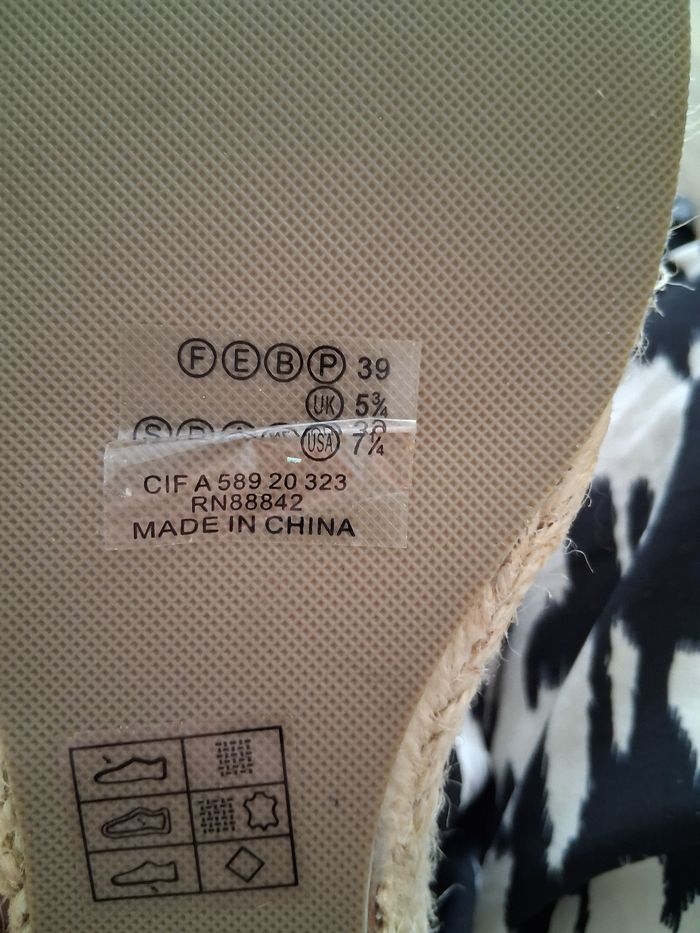 F E B P 39
UK 5¾
USA 7¼
CIF A 589 20 323
RN88842
MADE IN CHINA